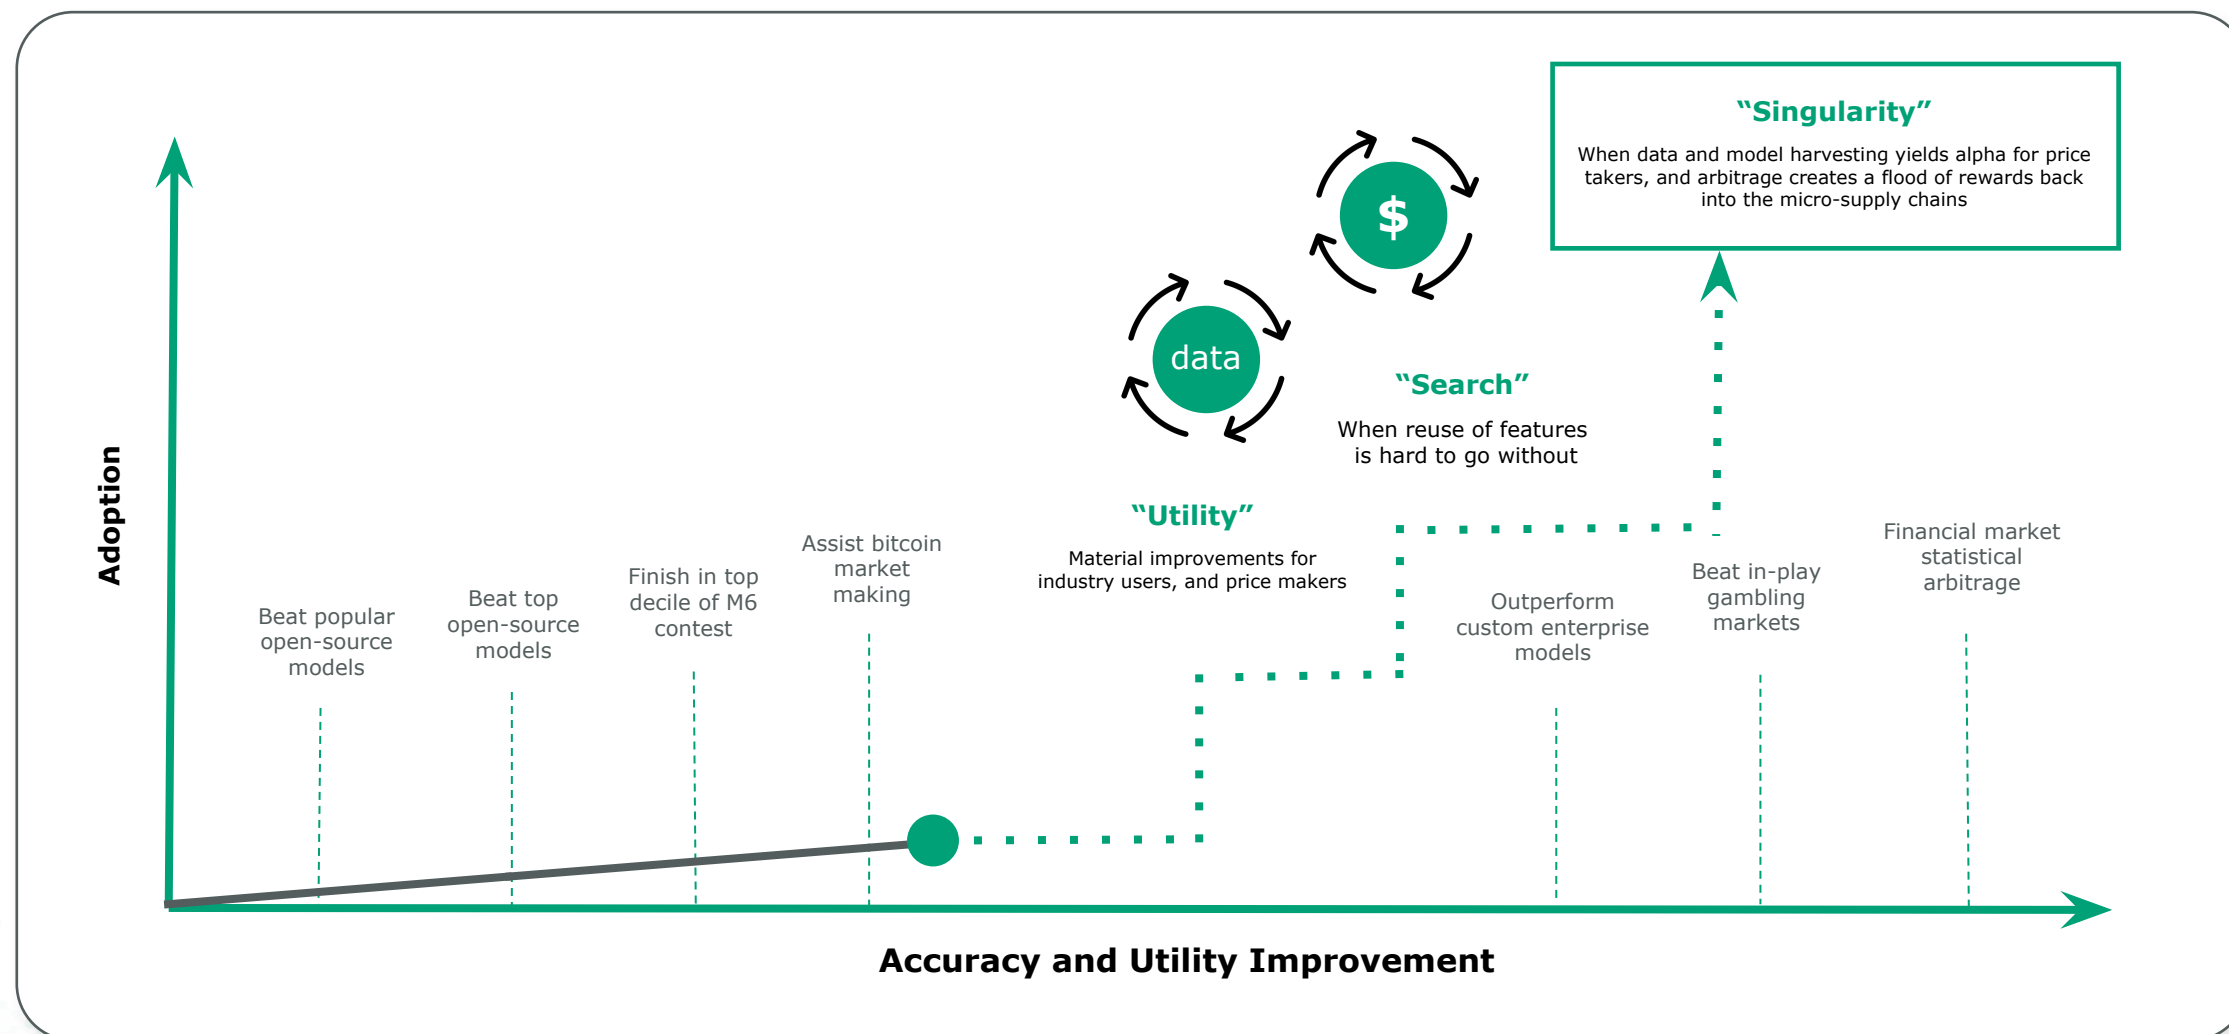 “Singularity”
When data and model harvesting yields alpha for price
takers, and arbitrage creates a flood of rewards back
into the micro-supply chains
$
data
“Search”
When reuse of features
is hard to go without
“Utility”
Material improvements for
industry users, and price makers
Adoption
Beat popular
open-source
models
Beat top
open-source
models
Finish in top
decile of M6
contest
Assist bitcoin
market
making
Outperform
custom enterprise
models
Beat in-play
gambling
markets
Financial market
statistical
arbitrage
Accuracy and Utility Improvement